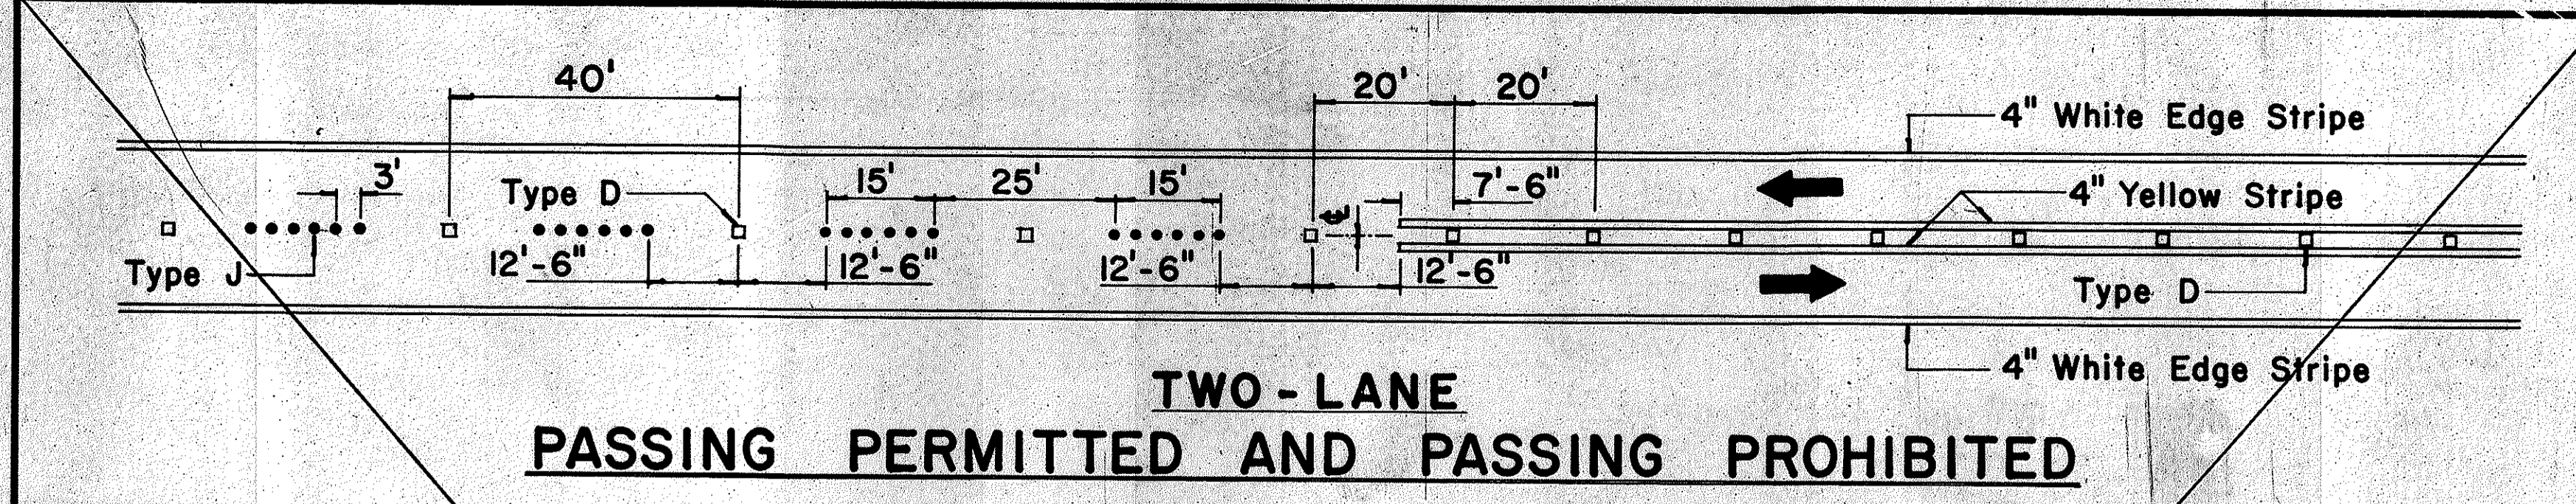 40'
20' 20'
4" White Edge Stripe
3'
Type D
15' 25' 15'
7'-6"
4" Yellow Stripe
Type J
12'-6" 12'-6" 12'-6" 12'-6"
Type D
4" White Edge Stripe
TWO-LANE
PASSING PERMITTED AND PASSING PROHIBITED